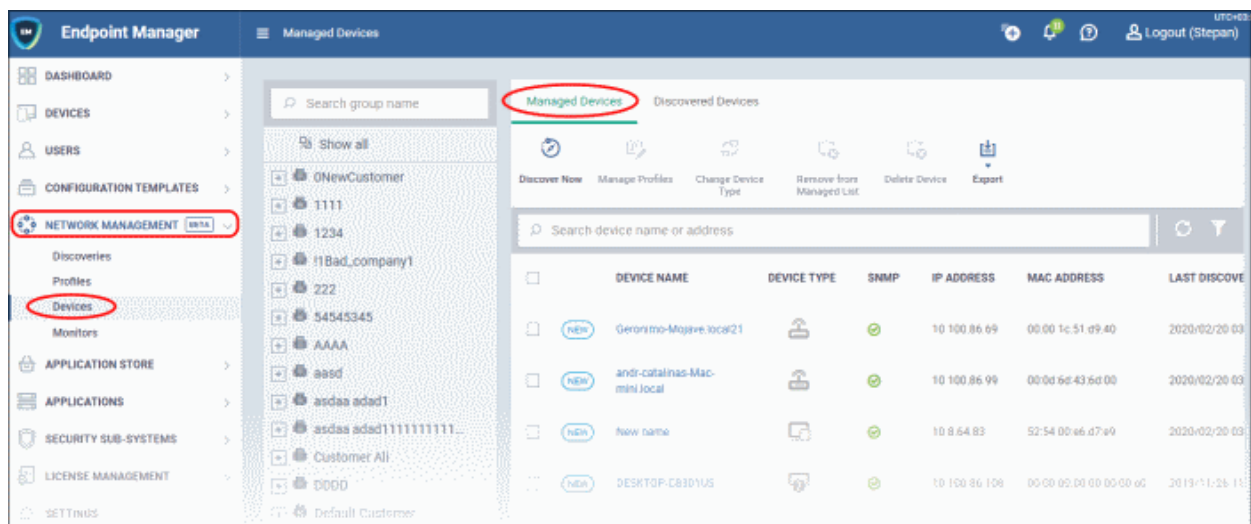 EM
Endpoint Manager
Managed Devices
11
UTC+03:
Logout (Stepan)
DASHBOARD
DEVICES
USERS
CONFIGURATION TEMPLATES
NETWORK MANAGEMENT BETA
Discoveries
Profiles
Devices
Monitors
APPLICATION STORE
APPLICATIONS
SECURITY SUB-SYSTEMS
LICENSE MANAGEMENT
SETTINGS
Search group name
Show all
0NewCustomer
1111
1234
!1Bad_company1
222
54545345
AAAA
aasd
asdaa adad1
asdaa adad1111111111...
Customer Ali
DDDD
Default Customer
Managed Devices Discovered Devices
Discover Now Manage Profiles Change Device Type Remove from Managed List Delete Device Export
Search device name or address
DEVICE NAME DEVICE TYPE SNMP IP ADDRESS MAC ADDRESS LAST DISCOVE
NEW Geronimo-Mojave.local21 10.100.86.69 00:00:1c:51:d9:40 2020/02/20 03
NEW andr-catalinas-Mac-
mini.local 10.100.86.99 00:0d:6d:43:6d:00 2020/02/20 03
NEW New name 10.8.64.83 52:54:00:e6:d7:e9 2020/02/20 03
NEW 10.100.86.108 2019/11/26 11